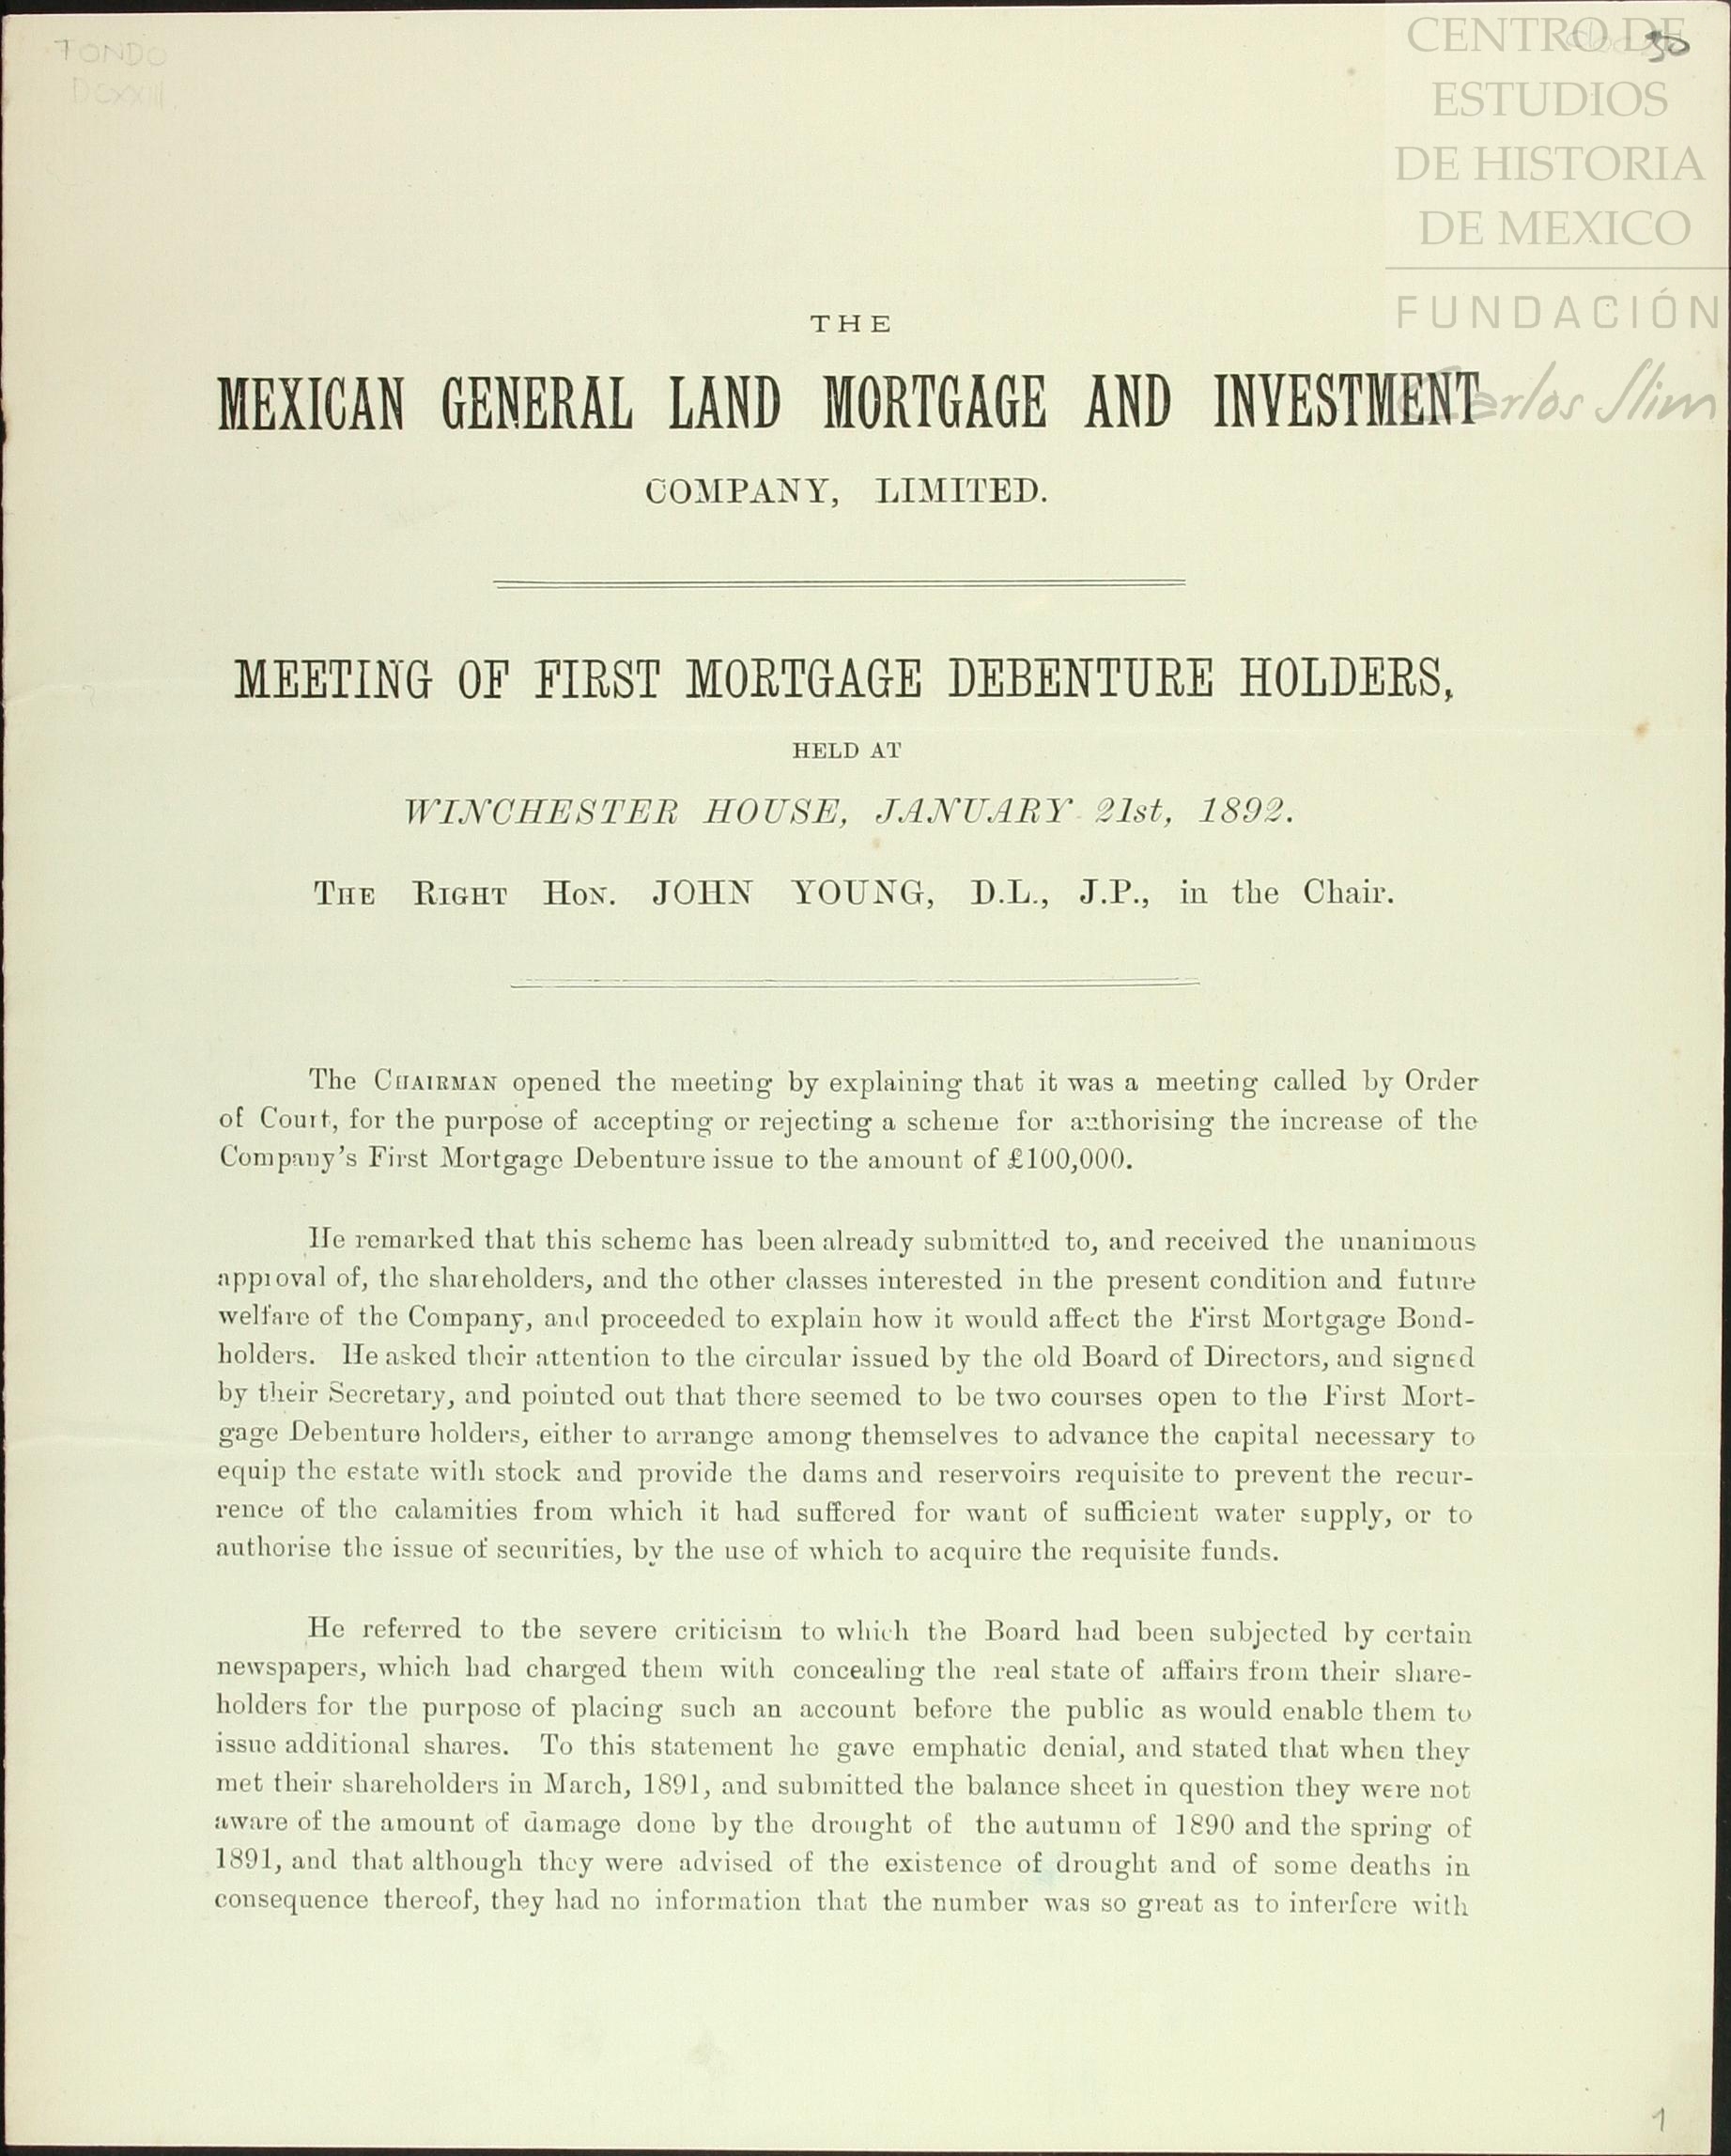 FONDO
DCXXIII
30
CENTRO DE
ESTUDIOS
DE HISTORIA
DE MEXICO
FUNDACIÓN
Carlos Slim
THE
MEXICAN GENERAL LAND MORTGAGE AND INVESTMENT
COMPANY, LIMITED.
MEETING OF FIRST MORTGAGE DEBENTURE HOLDERS,
HELD AT
WINCHESTER HOUSE, JANUARY 21st, 1892.
THE RIGHT HON. JOHN YOUNG, D.L., J.P., in the Chair.
The CHAIRMAN opened the meeting by explaining that it was a meeting called by Order
of Court, for the purpose of accepting or rejecting a scheme for authorising the increase of the
Company's First Mortgage Debenture issue to the amount of £100,000.
He remarked that this scheme has been already submitted to, and received the unanimous
approval of, the shareholders, and the other classes interested in the present condition and future
welfare of the Company, and proceeded to explain how it would affect the First Mortgage Bond-
holders. He asked their attention to the circular issued by the old Board of Directors, and signed
by their Secretary, and pointed out that there seemed to be two courses open to the First Mort-
gage Debenture holders, either to arrange among themselves to advance the capital necessary to
equip the estate with stock and provide the dams and reservoirs requisite to prevent the recur-
rence of the calamities from which it had suffered for want of sufficient water supply, or to
authorise the issue of securities, by the use of which to acquire the requisite funds.
He referred to the severe criticism to which the Board had been subjected by certain
newspapers, which had charged them with concealing the real state of affairs from their share-
holders for the purpose of placing such an account before the public as would enable them to
issue additional shares. To this statement he gave emphatic denial, and stated that when they
met their shareholders in March, 1891, and submitted the balance sheet in question they were not
aware of the amount of damage done by the drought of the autumn of 1890 and the spring of
1891, and that although they were advised of the existence of drought and of some deaths in
consequence thereof, they had no information that the number was so great as to interfere with
1